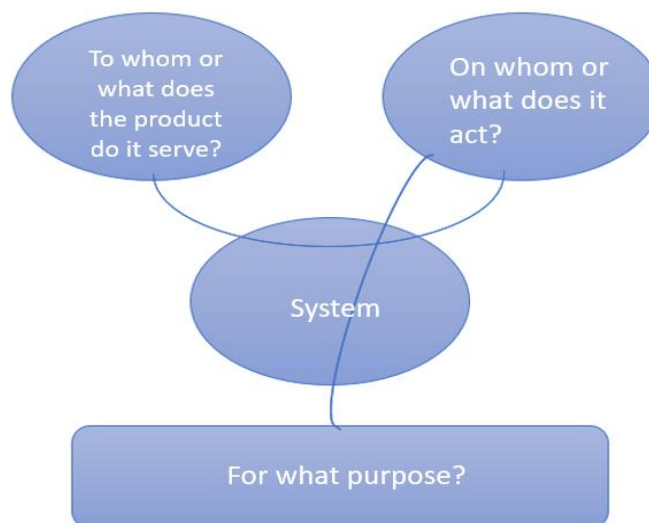 To whom or
what does
the product
do it serve?
On whom or
what does it
act?
System
For what purpose?